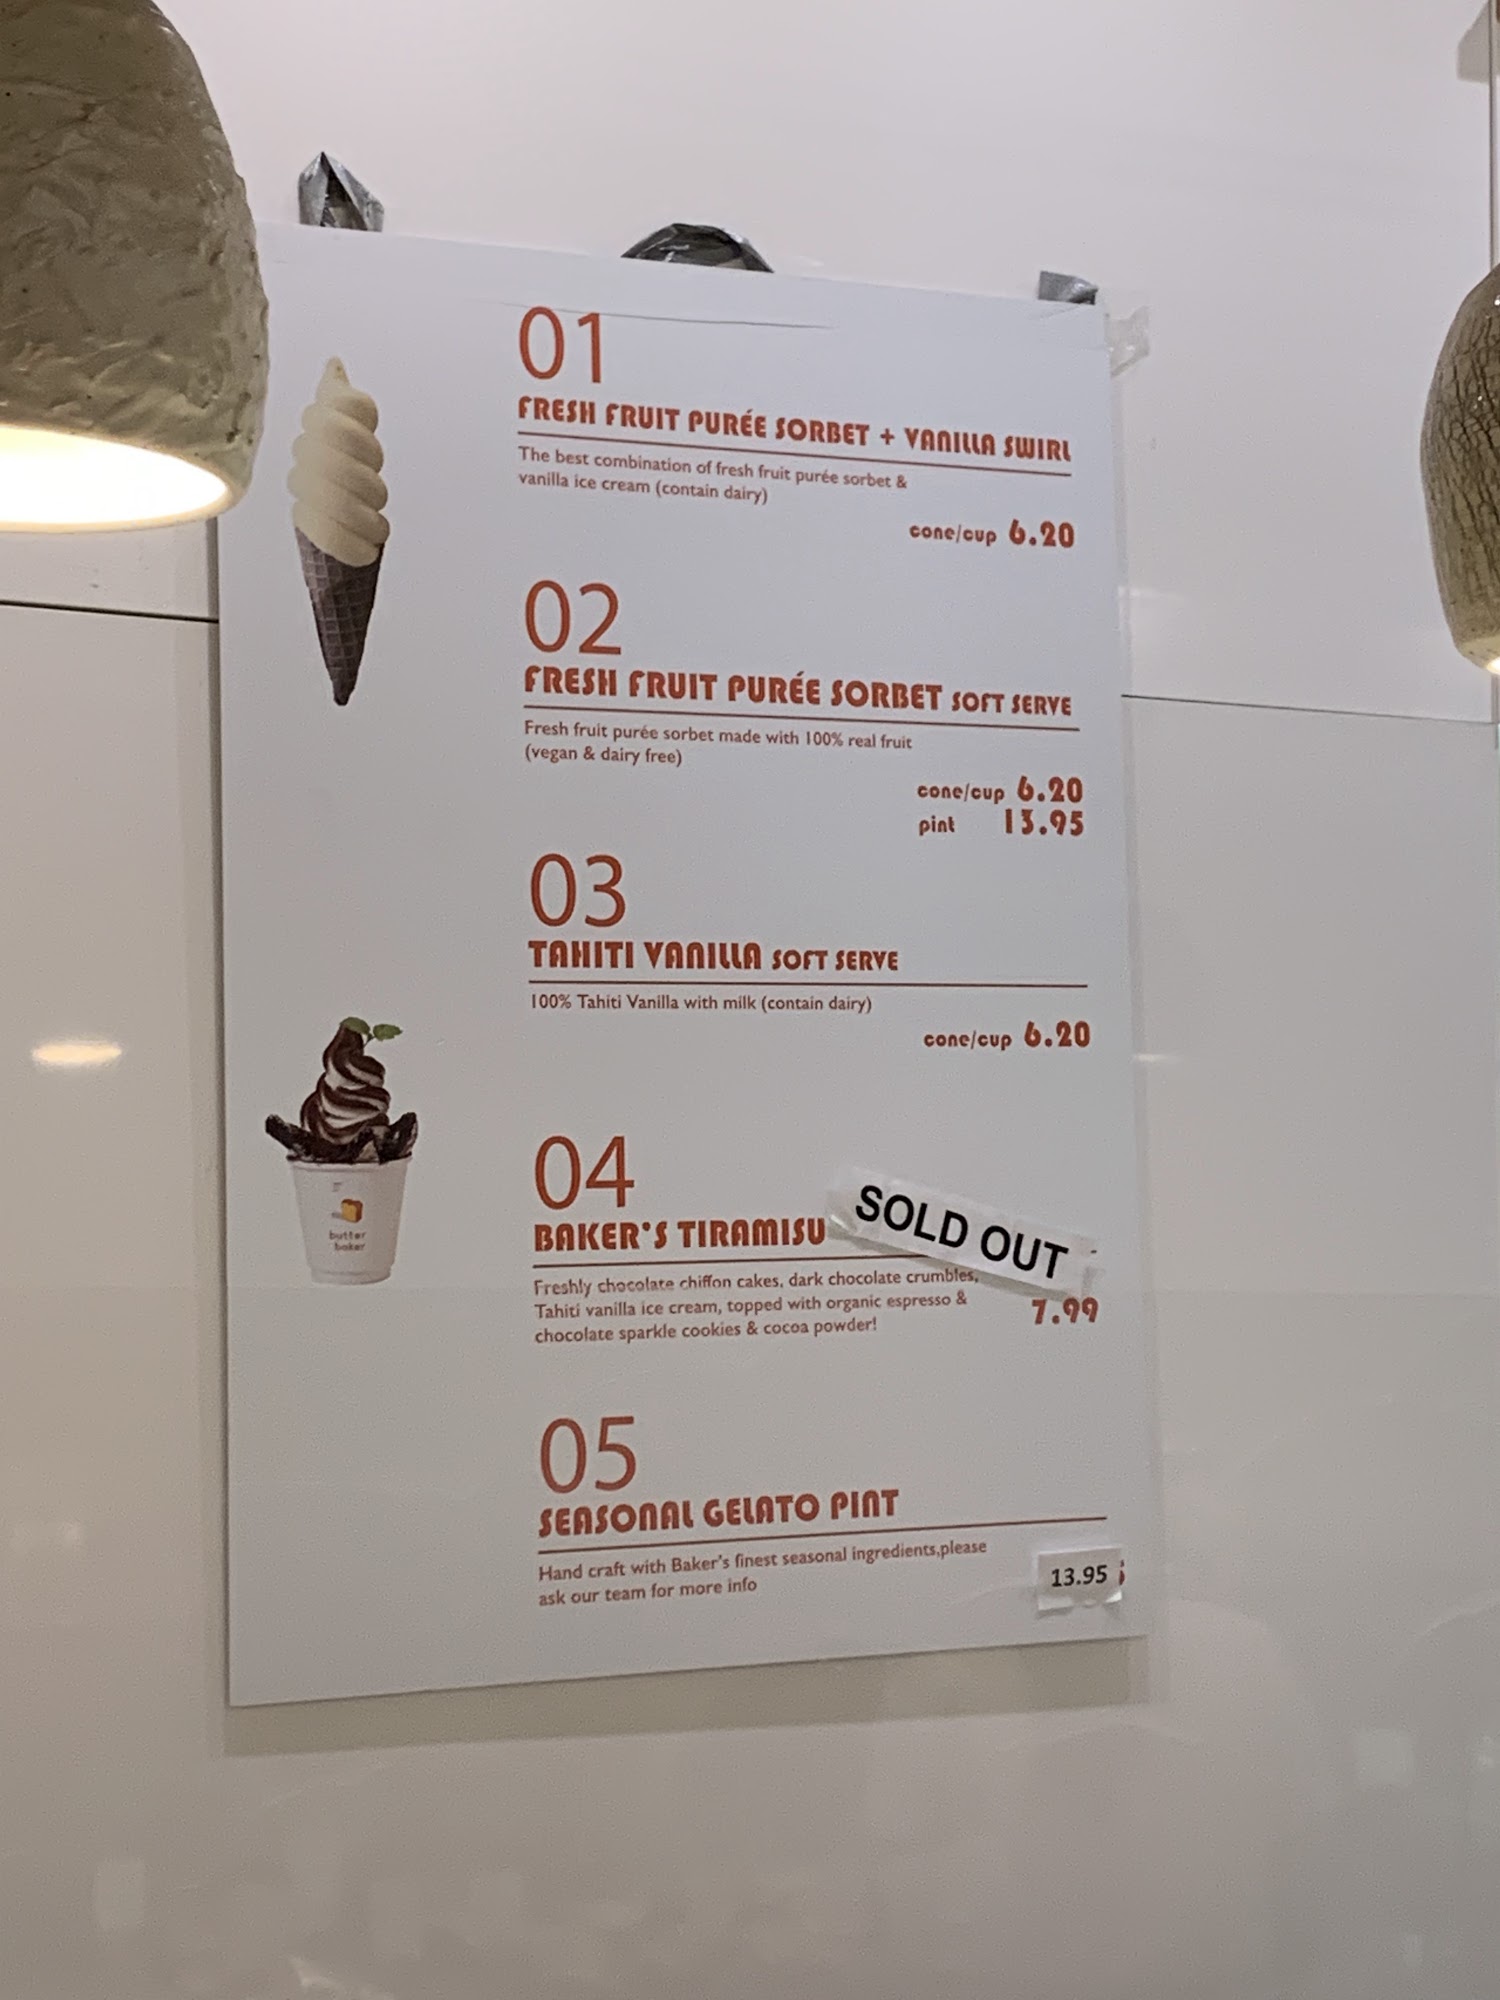 01
FRESH FRUIT PURÉE SORBET + VANILLA SWIRL
The best combination of fresh fruit purée sorbet &
vanilla ice cream (contain dairy)
cone/cup 6.20
02
FRESH FRUIT PURÉE SORBET SOFT SERVE
Fresh fruit purée sorbet made with 100% real fruit
(vegan & dairy free)
cone/cup 6.20
pint 13.95
03
TAHITI VANILLA SOFT SERVE
100% Tahiti Vanilla with milk (contain dairy)
cone/cup 6.20
04
BAKER'S TIRAMISU
SOLD OUT
Freshly chocolate chiffon cakes, dark chocolate crumbles,
Tahiti vanilla ice cream, topped with organic espresso &
chocolate sparkle cookies & cocoa powder!
7.99
butter
baker
05
SEASONAL GELATO PINT
Hand craft with Baker's finest seasonal ingredients,please
ask our team for more info
13.95